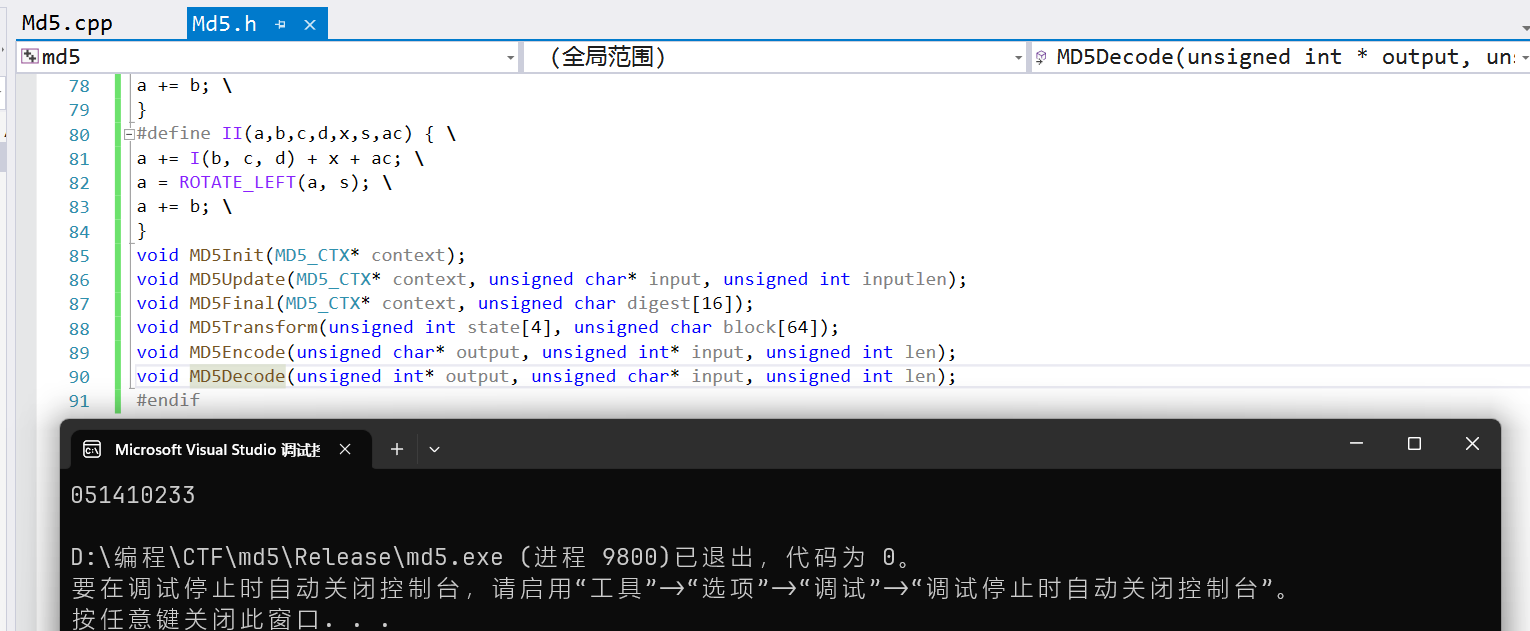 Md5.cpp Md5.h
md5 (全局范围) MD5Decode(unsigned int * output, un
78 a += b; \
79 }
80 #define II(a,b,c,d,x,s,ac) { \
81 a += I(b, c, d) + x + ac; \
82 a = ROTATE_LEFT(a, s); \
83 a += b; \
84 }
85 void MD5Init(MD5_CTX* context);
86 void MD5Update(MD5_CTX* context, unsigned char* input, unsigned int inputlen);
87 void MD5Final(MD5_CTX* context, unsigned char digest[16]);
88 void MD5Transform(unsigned int state[4], unsigned char block[64]);
89 void MD5Encode(unsigned char* output, unsigned int* input, unsigned int len);
90 void MD5Decode(unsigned int* output, unsigned char* input, unsigned int len);
91 #endif
Microsoft Visual Studio 调试
051410233
D:\编程\CTF\md5\Release\md5.exe (进程 9800)已退出，代码为 0。
要在调试停止时自动关闭控制台，请启用“工具”->“选项”->“调试”->“调试停止时自动关闭控制台”。
按任意键关闭此窗口. . .